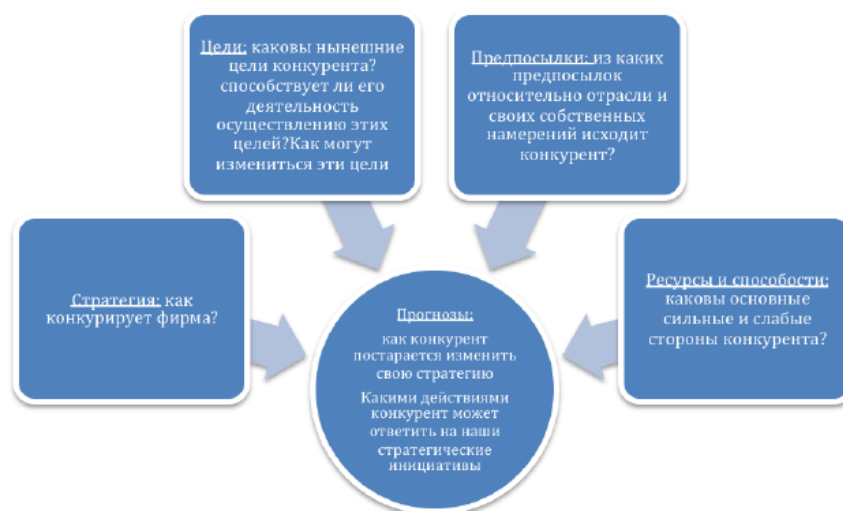 Цели: каковы нынешние
цели конкурента?
способствует ли его
деятельность
осуществлению этих
целей?Как могут
измениться эти цели
Предпосылки: из каких
предпосылок
относительно отрасли и
своих собственных
намерений исходит
конкурент?
Стратегия: как
конкурирует фирма?
Прогнозы:
как конкурент
постарается изменить
свою стратегию
Какими действиями
конкурент может
ответить на наши
стратегические
инициативы
Ресурсы и способости:
каковы основные
сильные и слабые
стороны конкурента?